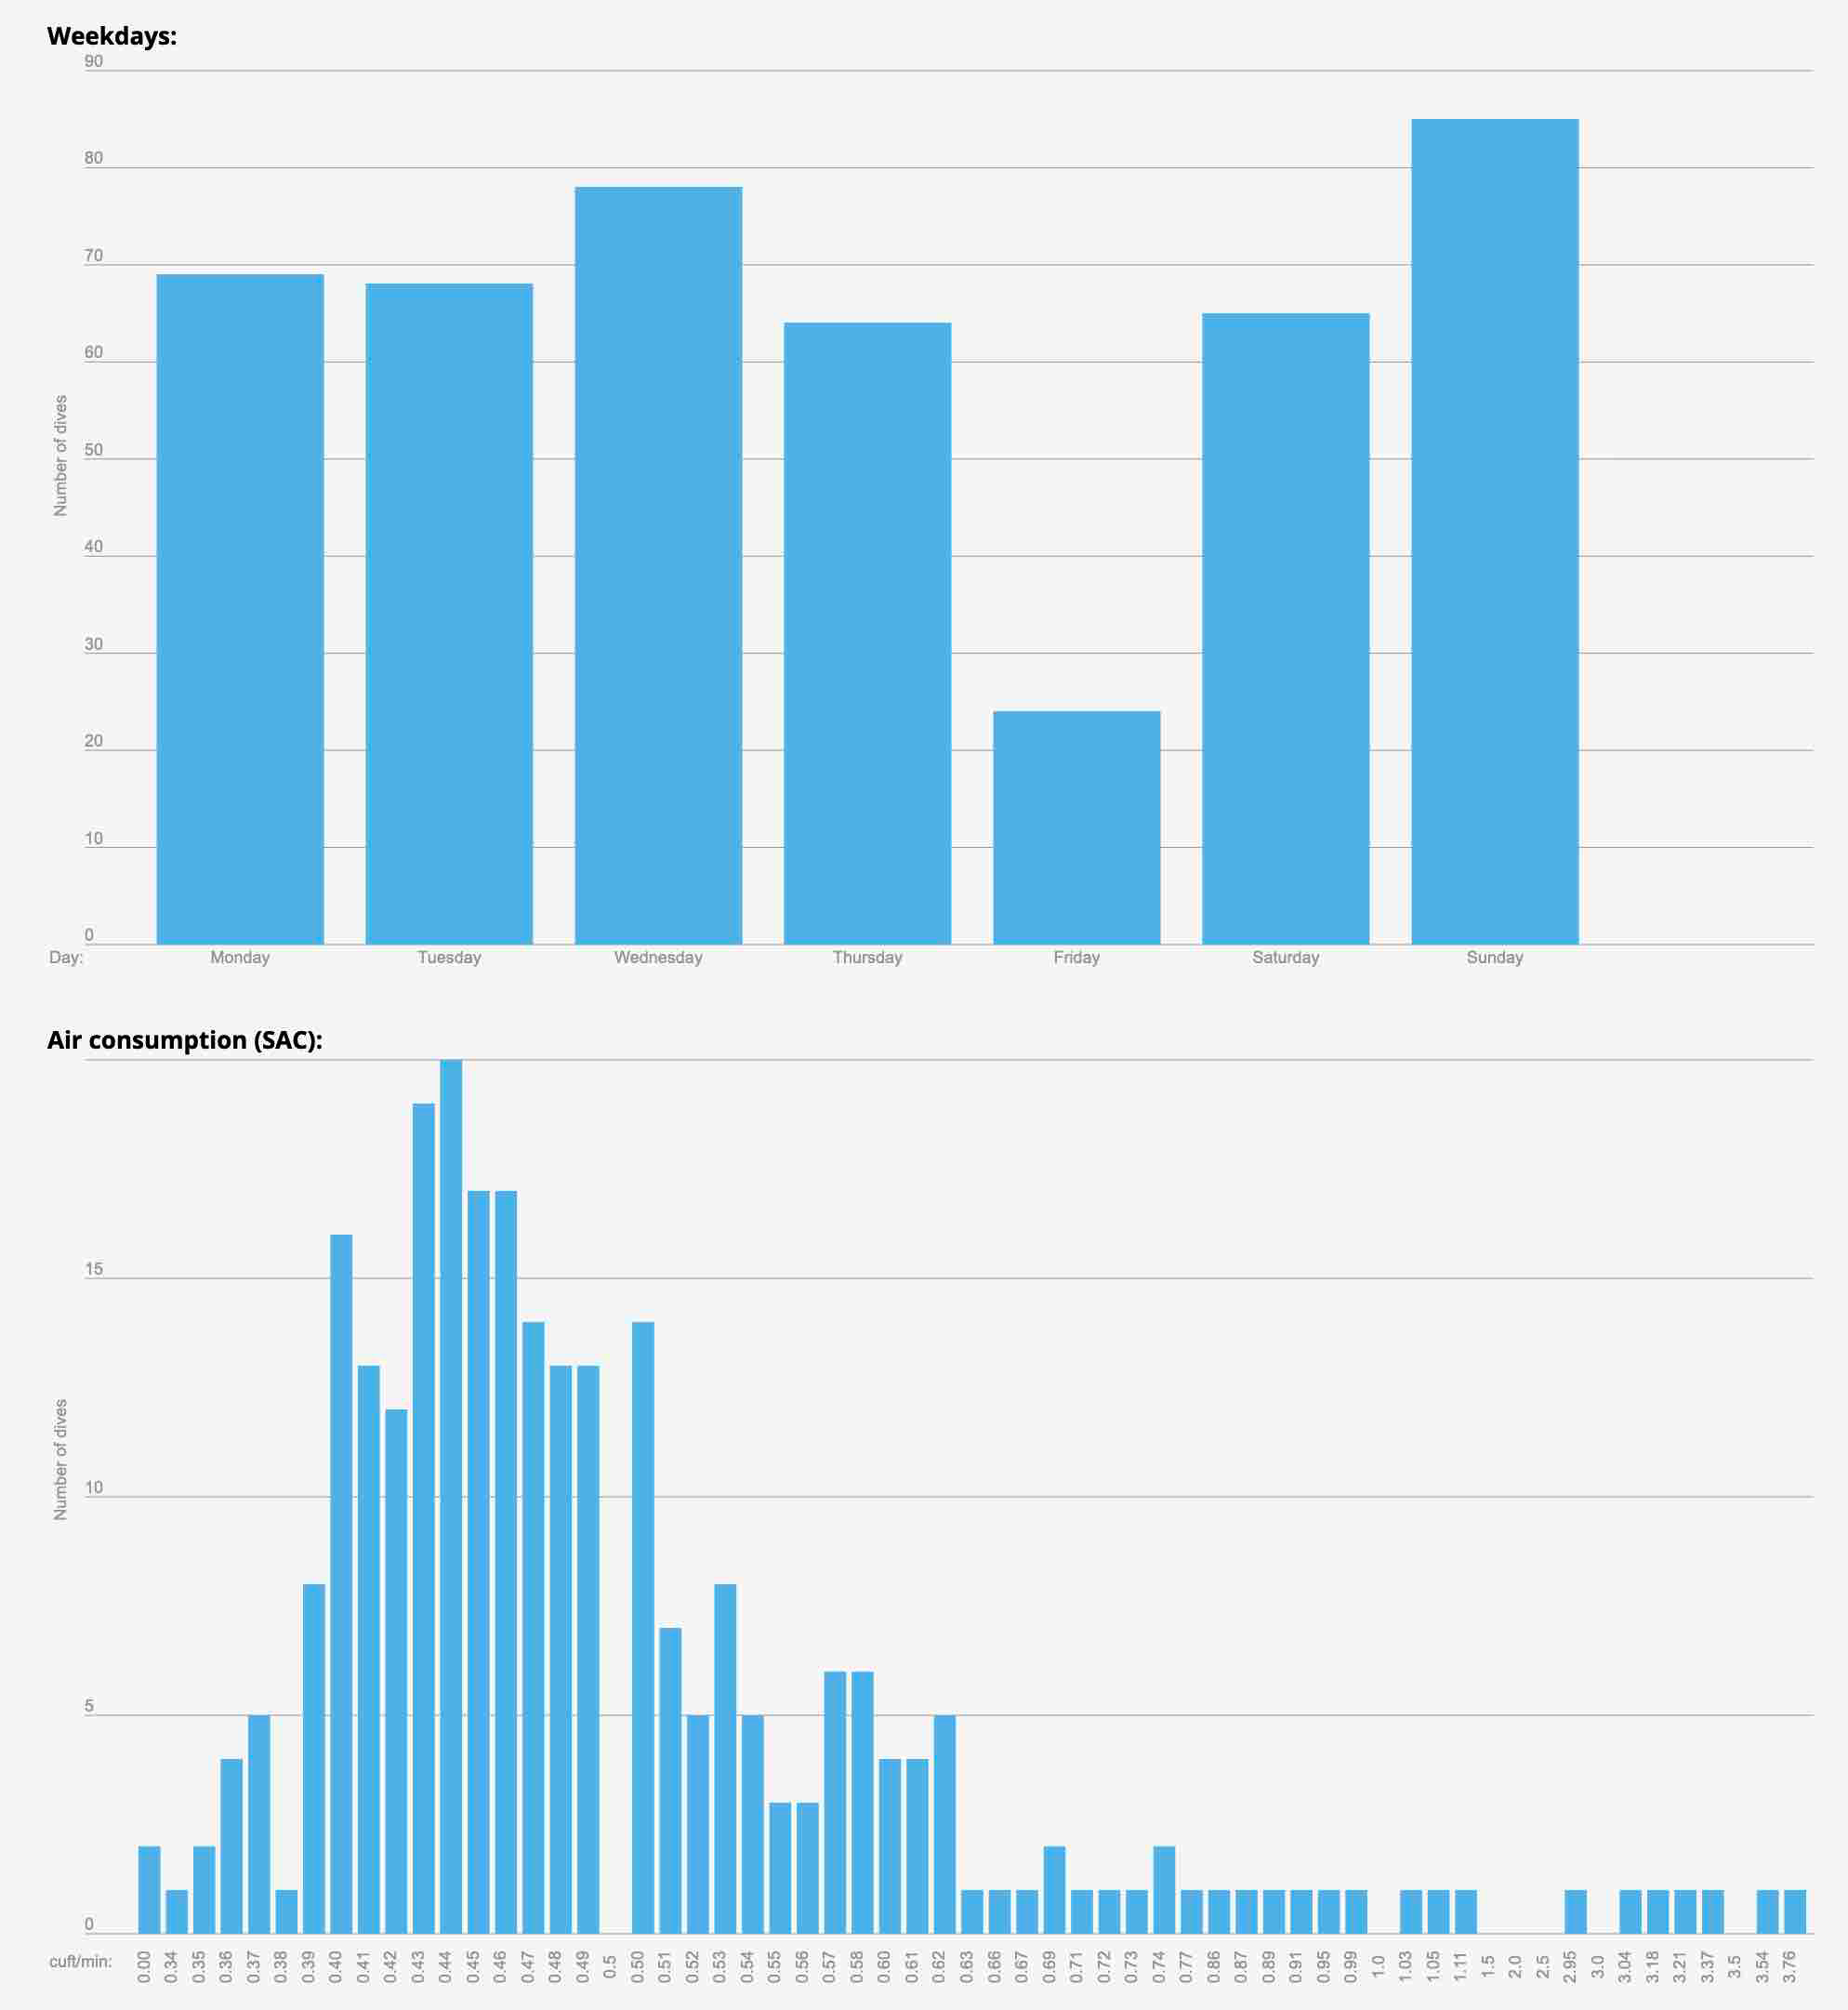 Weekdays:
90
80
70
60
50
40
30
20
10
0
Number of dives
Day: Monday Tuesday Wednesday Thursday Friday Saturday Sunday
Air consumption (SAC):
15
10
5
0
Number of dives
cuft/min: 0.00 0.34 0.35 0.36 0.37 0.38 0.39 0.40 0.41 0.42 0.43 0.44 0.45 0.46 0.47 0.48 0.49 0.5 0.50 0.51 0.52 0.53 0.54 0.55 0.56 0.57 0.58 0.60 0.61 0.62 0.63 0.66 0.67 0.69 0.71 0.72 0.73 0.74 0.77 0.86 0.87 0.89 0.91 0.95 0.99 1.0 1.03 1.05 1.11 1.5 2.0 2.5 2.95 3.0 3.04 3.18 3.21 3.37 3.5 3.54 3.76